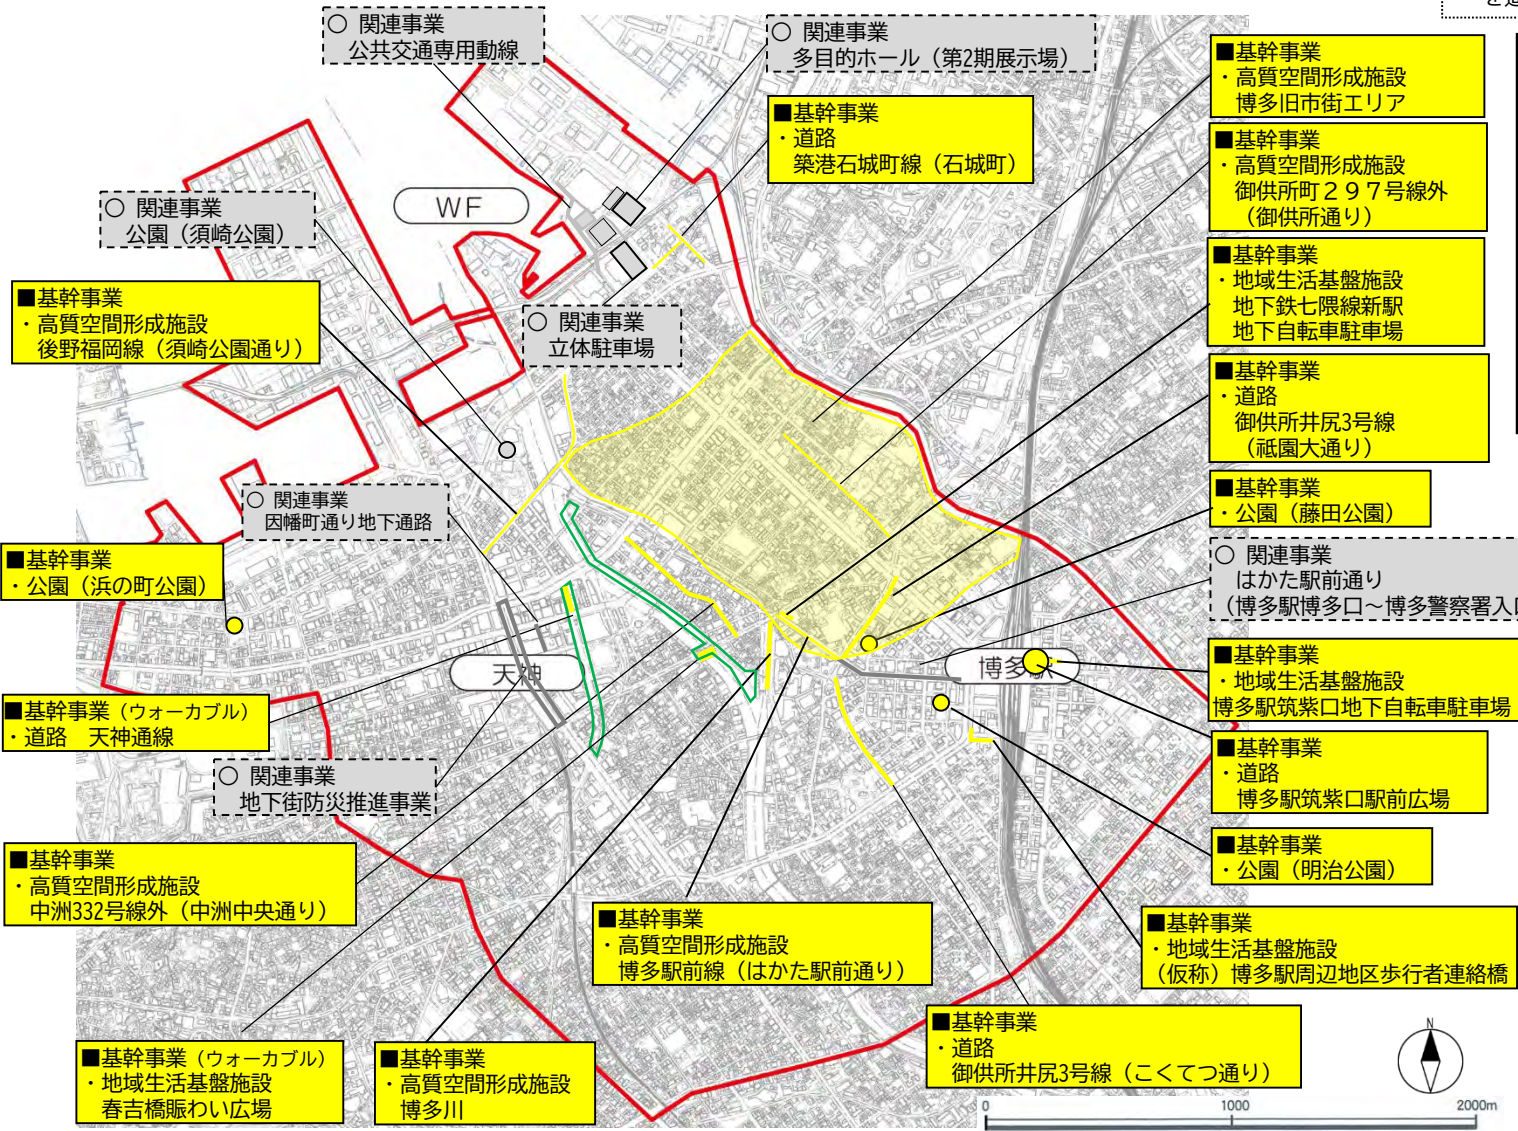 ○ 関連事業
公共交通専用動線
○ 関連事業
多目的ホール（第2期展示場）
■基幹事業
・高質空間形成施設
博多旧市街エリア
■基幹事業
・道路
築港石城町線（石城町）
■基幹事業
・高質空間形成施設
御供所町２９７号線外
（御供所通り）
WF
○ 関連事業
公園（須崎公園）
■基幹事業
・地域生活基盤施設
地下鉄七隈線新駅
地下自転車駐車場
■基幹事業
・高質空間形成施設
後野福岡線（須崎公園通り）
○ 関連事業
立体駐車場
■基幹事業
・道路
御供所井尻3号線
（祗園大通り）
○ 関連事業
因幡町通り地下通路
■基幹事業
・公園（藤田公園）
■基幹事業
・公園（浜の町公園）
○ 関連事業
はかた駅前通り
（博多駅博多口～博多警察署入口
天神
博多駅
■基幹事業
・地域生活基盤施設
博多駅筑紫口地下自転車駐車場
■基幹事業（ウォーカブル）
・道路　天神通線
■基幹事業
・道路
博多駅筑紫口駅前広場
○ 関連事業
地下街防災推進事業
■基幹事業
・公園（明治公園）
■基幹事業
・高質空間形成施設
中洲332号線外（中洲中央通り）
■基幹事業
・高質空間形成施設
博多駅前線（はかた駅前通り）
■基幹事業
・地域生活基盤施設
（仮称）博多駅周辺地区歩行者連絡橋
■基幹事業
・道路
御供所井尻3号線（こくてつ通り）
■基幹事業（ウォーカブル）
・地域生活基盤施設
春吉橋賑わい広場
■基幹事業
・高質空間形成施設
博多川
N
0 1000 2000m